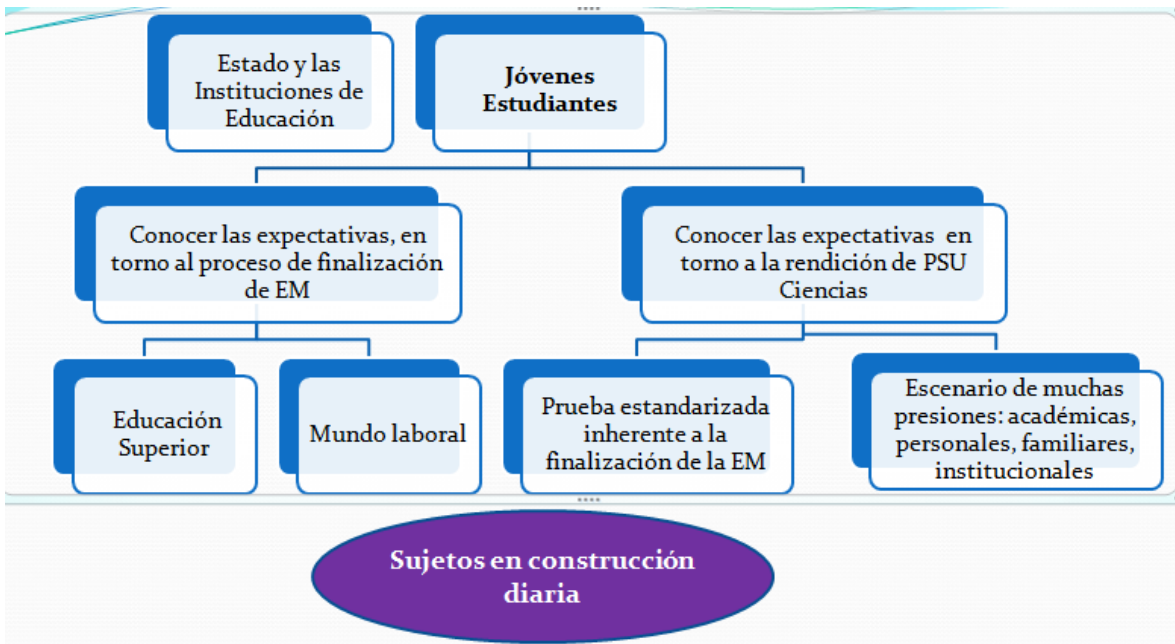 Estado y las
Instituciones de
Educación
Jóvenes
Estudiantes
Conocer las expectativas, en
torno al proceso de finalización
de EM
Conocer las expectativas en
torno a la rendición de PSU
Ciencias
Educación
Superior
Mundo laboral
Prueba estandarizada
inherente a la
finalización de la EM
Escenario de muchas
presiones: académicas,
personales, familiares,
institucionales
Sujetos en construcción
diaria